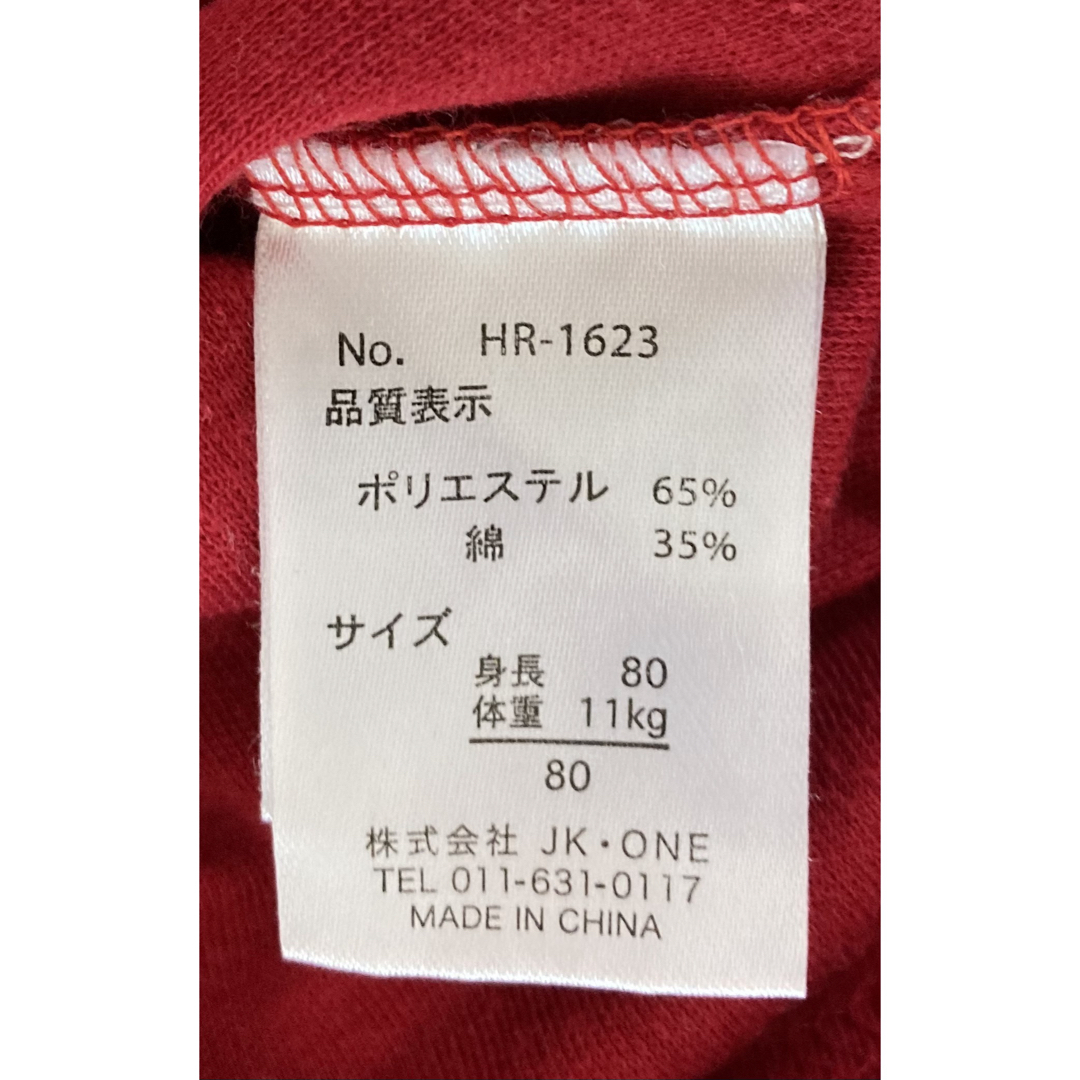 No. HR-1623
品質表示
ポリエステル 65%
綿 35%
サイズ
身長 80
体重 11kg
80
株式会社 JK・ONE
TEL 011-631-0117
MADE IN CHINA